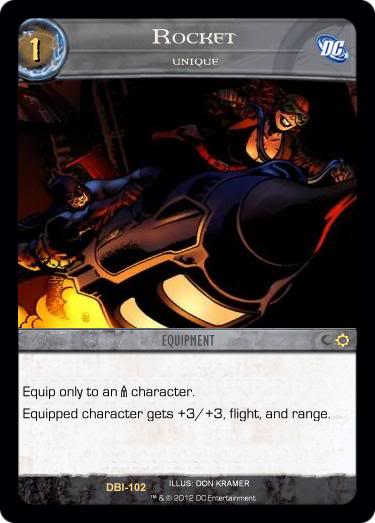 1
ROCKET
DC
UNIQUE
EQUIPMENT
Equip only to an character.
Equipped character gets +3/+3, flight, and range.
DBI-102
ILLUS: DON KRAMER
™ & © 2012 DC Entertainment